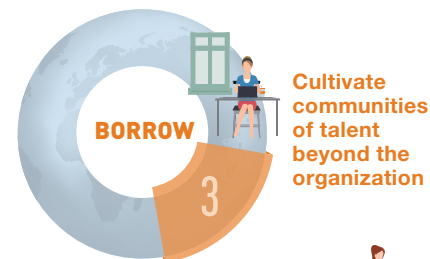 BORROW
3
Cultivate
communities
of talent
beyond the
organization